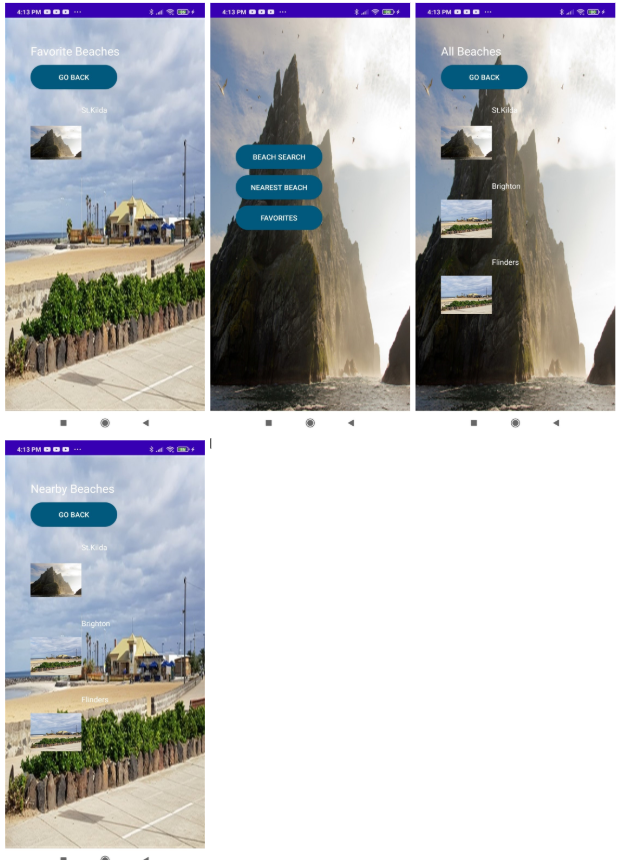 4:13 PM
Favorite Beaches
GO BACK
St.Kilda
4:13 PM
BEACH SEARCH
NEAREST BEACH
FAVORITES
4:13 PM
All Beaches
GO BACK
St.Kilda
Brighton
Flinders
4:13 PM
Nearby Beaches
GO BACK
St.Kilda
Brighton
Flinders